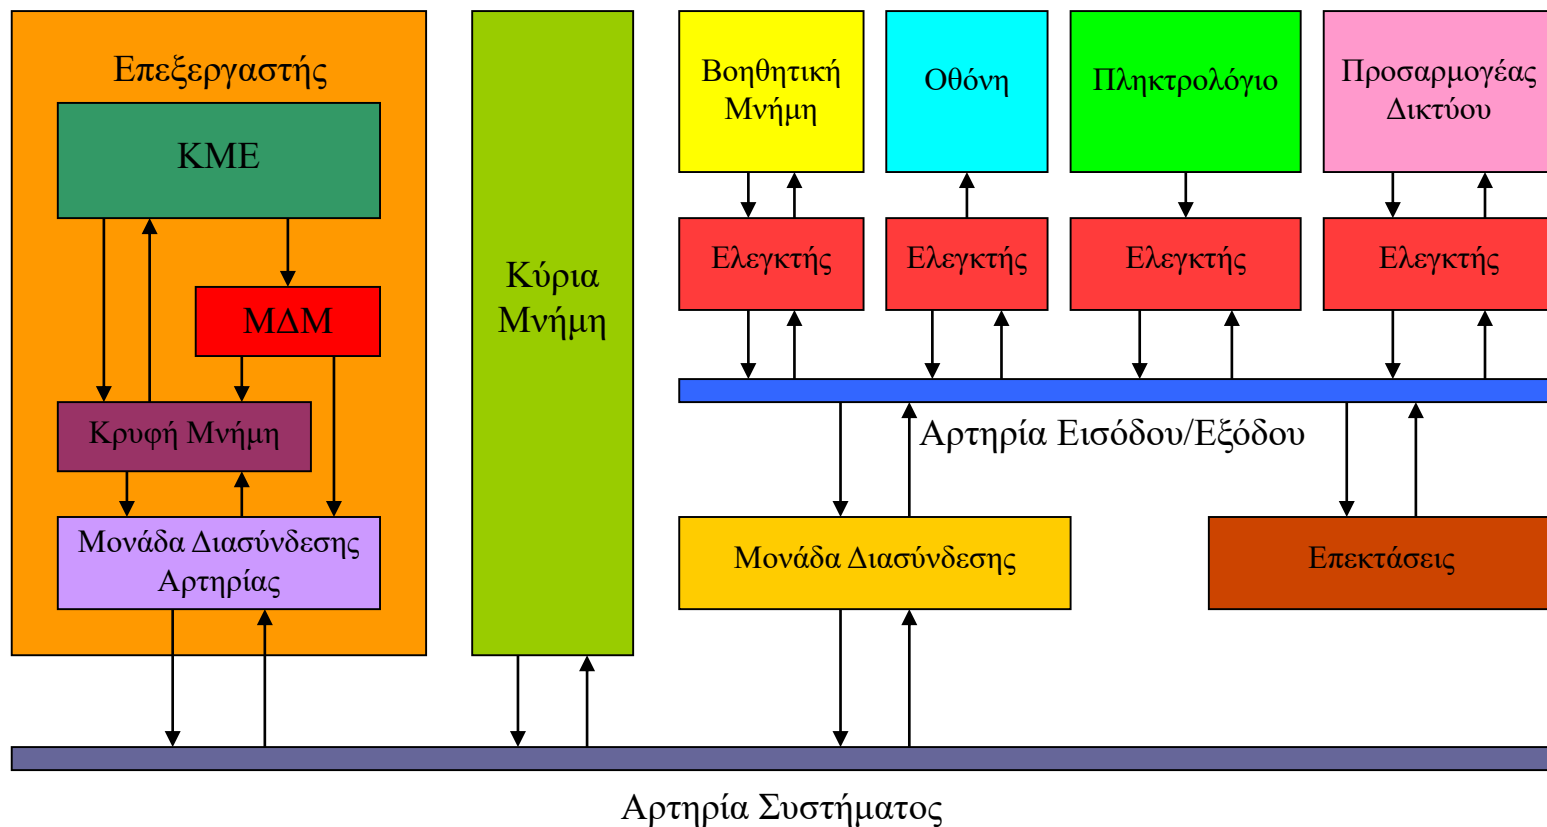 Επεξεργαστής
ΚΜΕ
ΜΔΜ
Κρυφή Μνήμη
Μονάδα Διασύνδεσης
Αρτηρίας
Κύρια
Μνήμη
Βοηθητική
Μνήμη
Οθόνη
Πληκτρολόγιο
Προσαρμογέας
Δικτύου
Ελεγκτής
Ελεγκτής
Ελεγκτής
Ελεγκτής
Αρτηρία Εισόδου/Εξόδου
Μονάδα Διασύνδεσης
Επεκτάσεις
Αρτηρία Συστήματος